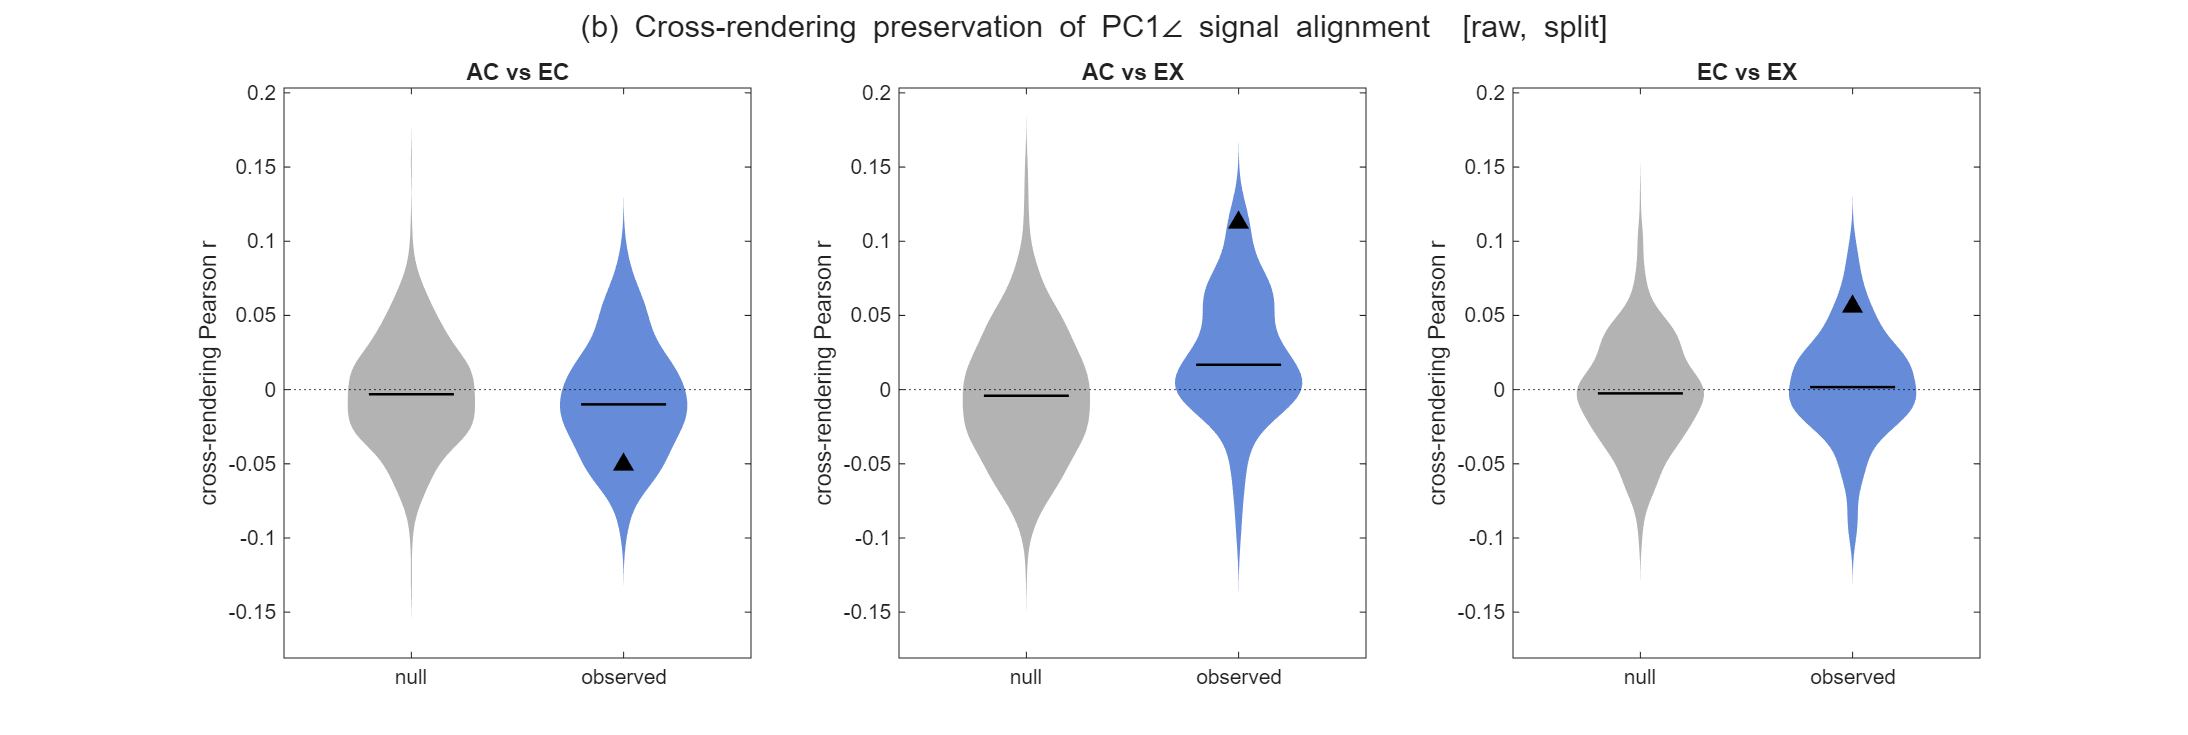 (b) Cross-rendering preservation of PC1∠ signal alignment [raw, split]
AC vs EC
0.2
0.15
0.1
0.05
0
-0.05
-0.1
-0.15
cross-rendering Pearson r
null
observed
AC vs EX
0.2
0.15
0.1
0.05
0
-0.05
-0.1
-0.15
cross-rendering Pearson r
null
observed
EC vs EX
0.2
0.15
0.1
0.05
0
-0.05
-0.1
-0.15
cross-rendering Pearson r
null
observed